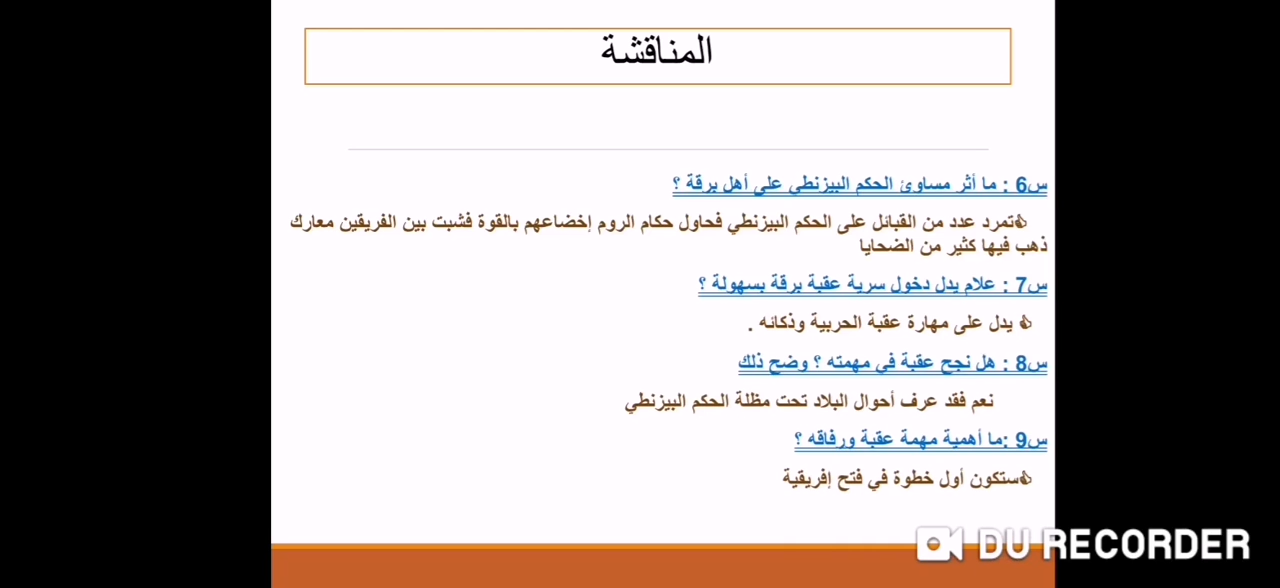 المناقشة
س6 : ما أثر مساوئ الحكم البيزنطي على أهل برقة ؟
تمرد عدد من القبائل على الحكم البيزنطي فحاول حكام الروم إخضاعهم بالقوة فشبت بين الفريقين معارك
ذهب فيها كثير من الضحايا
س7 : علام يدل دخول سرية عقبة برقة بسهولة ؟
يدل على مهارة عقبة الحربية وذكائه .
س8 : هل نجح عقبة في مهمته ؟ وضح ذلك
نعم فقد عرف أحوال البلاد تحت مظلة الحكم البيزنطي
س9 :ما أهمية مهمة عقبة ورفاقه ؟
ستكون أول خطوة في فتح إفريقية
DU RECORDER